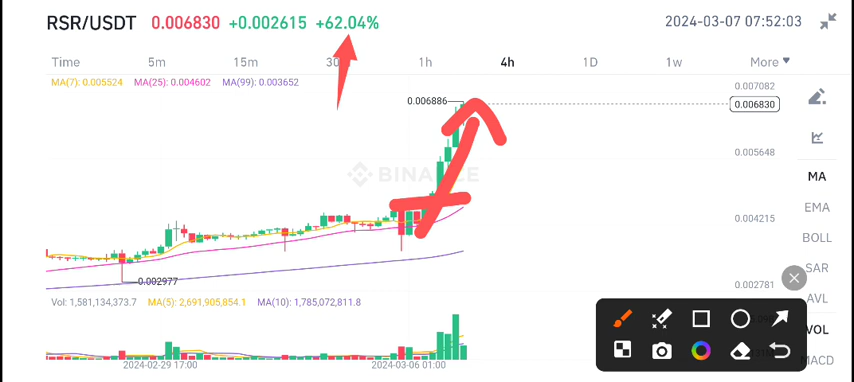 RSR/USDT 0.006830 +0.002615 +62.04% 2024-03-07 07:52:03
Time 5m 15m 1h 4h 1D 1w More
MA(7): 0.005524 MA(25): 0.004602 MA(99): 0.003652
0.007082
0.006886
0.006830
0.005648
0.004215
0.002977
0.002781
BINANCE
MA
EMA
BOLL
SAR
AVL
VOL
MACD
Vol: 1,581,134,373.7 MA(5): 2,691,905,854.1 MA(10): 1,785,072,811.8
2024-02-29 17:00 2024-03-06 01:00